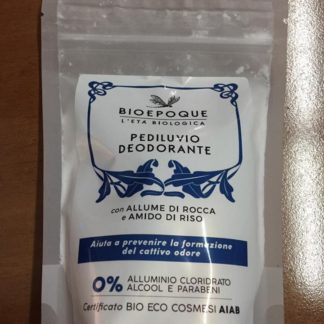 BIOEPOQUE
L'ETÀ BIOLOGICA
PEDILUVIO
DEODORANTE
con ALLUME DI ROCCA
e AMIDO DI RISO
Aiuta a prevenire la formazione
del cattivo odore
0% ALLUMINIO CLORIDRATO
ALCOOL E PARABENI
Certificato BIO ECO COSMESI AIAB